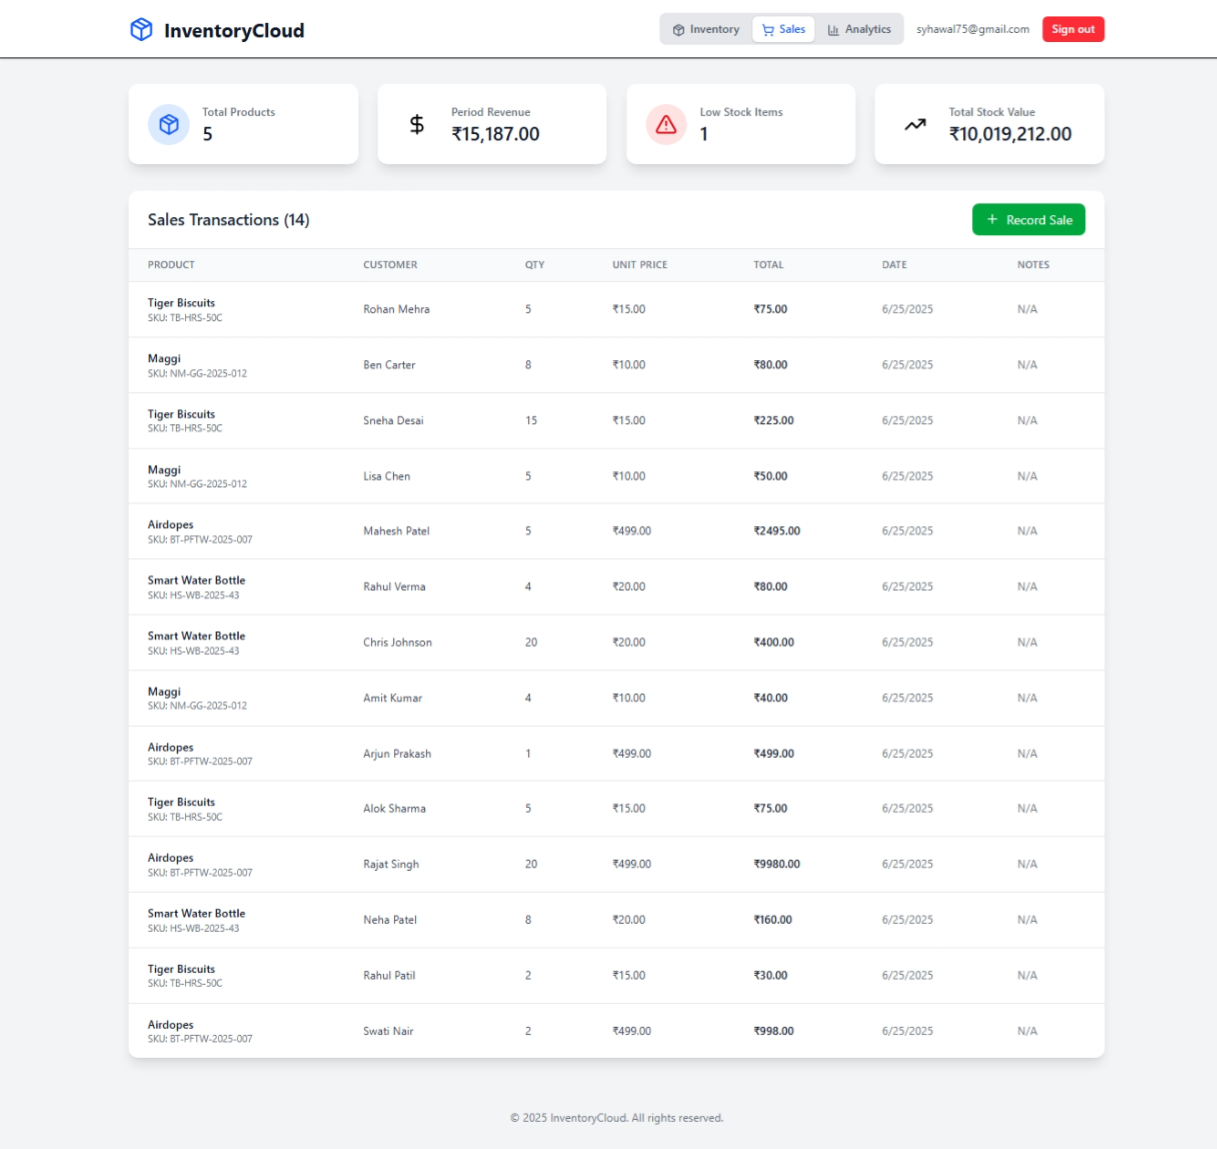 InventoryCloud
Inventory Sales Analytics syhawal75@gmail.com Sign out
Total Products
5
Period Revenue
₹15,187.00
Low Stock Items
1
Total Stock Value
₹10,019,212.00
Sales Transactions (14)
+ Record Sale
PRODUCT CUSTOMER QTY UNIT PRICE TOTAL DATE NOTES
Tiger Biscuits
SKU: TB-HRS-50C
Rohan Mehra 5 ₹15.00 ₹75.00 6/25/2025 N/A
Maggi
SKU: NM-GG-2025-012
Ben Carter 8 ₹10.00 ₹80.00 6/25/2025 N/A
Tiger Biscuits
SKU: TB-HRS-50C
Sneha Desai 15 ₹15.00 ₹225.00 6/25/2025 N/A
Maggi
SKU: NM-GG-2025-012
Lisa Chen 5 ₹10.00 ₹50.00 6/25/2025 N/A
Airdopes
SKU: BT-PFTW-2025-007
Mahesh Patel 5 ₹499.00 ₹2495.00 6/25/2025 N/A
Smart Water Bottle
SKU: HS-WB-2025-43
Rahul Verma 4 ₹20.00 ₹80.00 6/25/2025 N/A
Smart Water Bottle
SKU: HS-WB-2025-43
Chris Johnson 20 ₹20.00 ₹400.00 6/25/2025 N/A
Maggi
SKU: NM-GG-2025-012
Amit Kumar 4 ₹10.00 ₹40.00 6/25/2025 N/A
Airdopes
SKU: BT-PFTW-2025-007
Arjun Prakash 1 ₹499.00 ₹499.00 6/25/2025 N/A
Tiger Biscuits
SKU: TB-HRS-50C
Alok Sharma 5 ₹15.00 ₹75.00 6/25/2025 N/A
Airdopes
SKU: BT-PFTW-2025-007
Rajat Singh 20 ₹499.00 ₹9980.00 6/25/2025 N/A
Smart Water Bottle
SKU: HS-WB-2025-43
Neha Patel 8 ₹20.00 ₹160.00 6/25/2025 N/A
Tiger Biscuits
SKU: TB-HRS-50C
Rahul Patil 2 ₹15.00 ₹30.00 6/25/2025 N/A
Airdopes
SKU: BT-PFTW-2025-007
Swati Nair 2 ₹499.00 ₹998.00 6/25/2025 N/A
© 2025 InventoryCloud. All rights reserved.